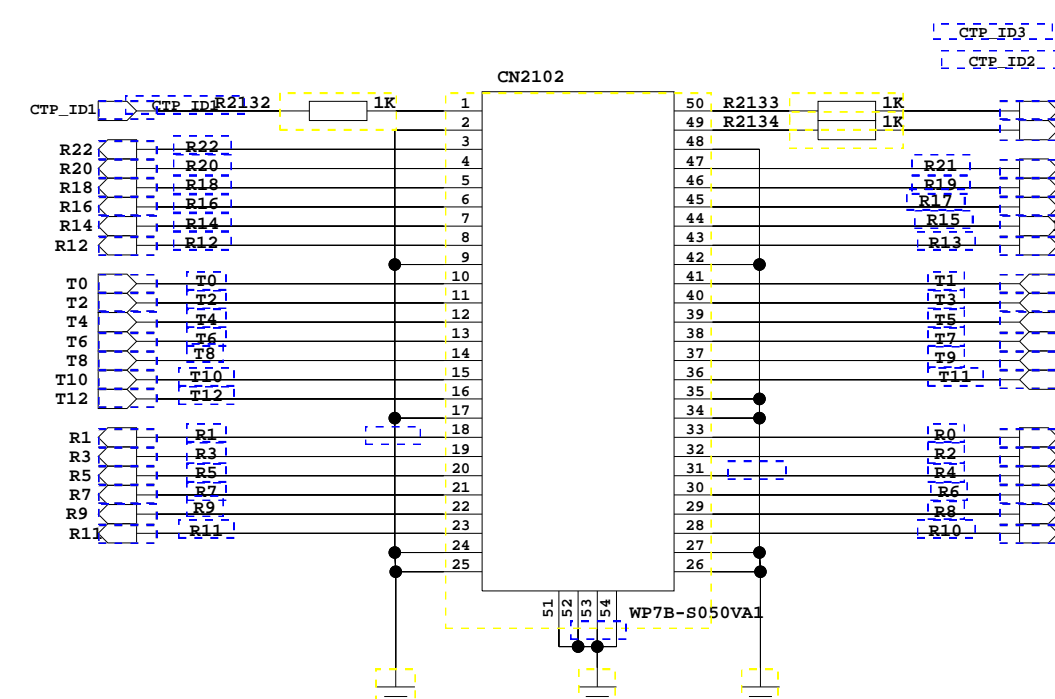 CTP_ID3
CTP_ID2
CN2102
CTP_ID1 CTP_ID1 R2132 1K 1 50 R2133 1K
2 49 R2134 1K
R22 R22 3 48
R20 R20 4 47 R21
R18 R18 5 46 R19
R16 R16 6 45 R17
R14 R14 7 44 R15
R12 R12 8 43 R13
9 42
T0 T0 10 41 T1
T2 T2 11 40 T3
T4 T4 12 39 T5
T6 T6 13 38 T7
T8 T8 14 37 T9
T10 T10 15 36 T11
T12 T12 16 35
17 34
R1 R1 18 33 R0
R3 R3 19 32 R2
R5 R5 20 31 R4
R7 R7 21 30 R6
R9 R9 22 29 R8
R11 R11 23 28 R10
24 27
25 26
51 52 53 54 WP7B-S050VA1